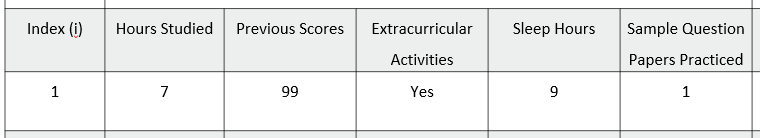 Index (i) Hours Studied Previous Scores Extracurricular Sleep Hours Sample Question
Activities Papers Practiced
1 7 99 Yes 9 1